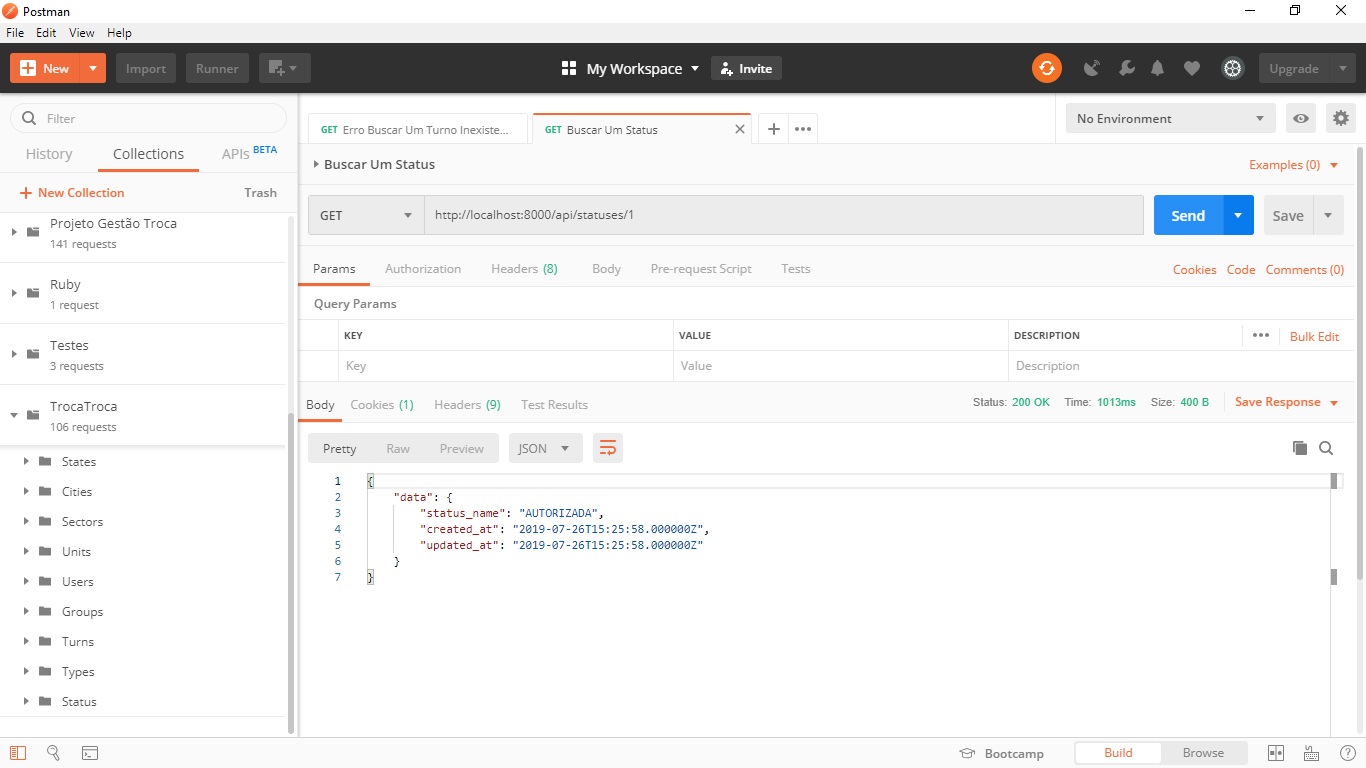 Postman
File Edit View Help
New Import Runner My Workspace Invite Upgrade
Filter
History Collections APIs BETA
New Collection Trash
Projeto Gestão Troca
141 requests
Ruby
1 request
Testes
3 requests
TrocaTroca
106 requests
States
Cities
Sectors
Units
Users
Groups
Turns
Types
Status
GET Erro Buscar Um Turno Inexiste... GET Buscar Um Status No Environment
Buscar Um Status Examples (0)
GET http://localhost:8000/api/statuses/1 Send Save
Params Authorization Headers (8) Body Pre-request Script Tests Cookies Code Comments (0)
Query Params
KEY VALUE DESCRIPTION Bulk Edit
Key Value Description
Body Cookies (1) Headers (9) Test Results Status: 200 OK Time: 1013ms Size: 400 B Save Response
Pretty Raw Preview JSON
1 {
2 "data": {
3 "status_name": "AUTORIZADA",
4 "created_at": "2019-07-26T15:25:58.000000Z",
5 "updated_at": "2019-07-26T15:25:58.000000Z"
6 }
7 }
Bootcamp Build Browse